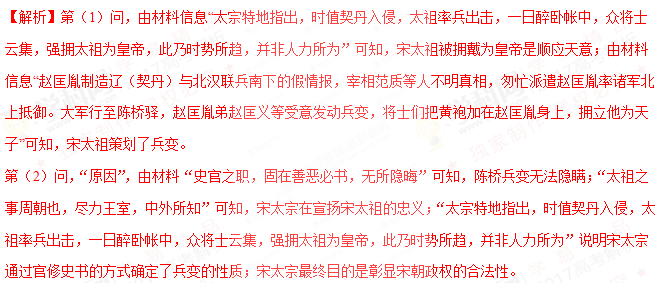 【解析】第（1）问，由材料信息“太宗特地指出，时值契丹入侵，太祖率兵出击，一日醉卧帐中，众将士
云集，强拥太祖为皇帝，此乃时势所趋，并非人力所为”可知，宋太祖被拥戴为皇帝是顺应天意；由材料
信息“赵匡胤制造辽（契丹）与北汉联兵南下的假情报，宰相范质等人不明真相，匆忙派遣赵匡胤率诸军北
上抵御。大军行至陈桥驿，赵匡胤弟赵匡义等受意发动兵变，将士们把黄袍加在赵匡胤身上，拥立他为天
子”可知，宋太祖策划了兵变。
第（2）问，“原因”，由材料“史官之职，固在善恶必书，无所隐晦”可知，陈桥兵变无法隐瞒；“太祖之
事周朝也，尽力王室，中外所知”可知，宋太宗在宣扬宋太祖的忠义；“太宗特地指出，时值契丹入侵，太
祖率兵出击，一日醉卧帐中，众将士云集，强拥太祖为皇帝，此乃时势所趋，并非人力所为”说明宋太宗
通过官修史书的方式确定了兵变的性质；宋太宗最终目的是彰显宋朝政权的合法性。